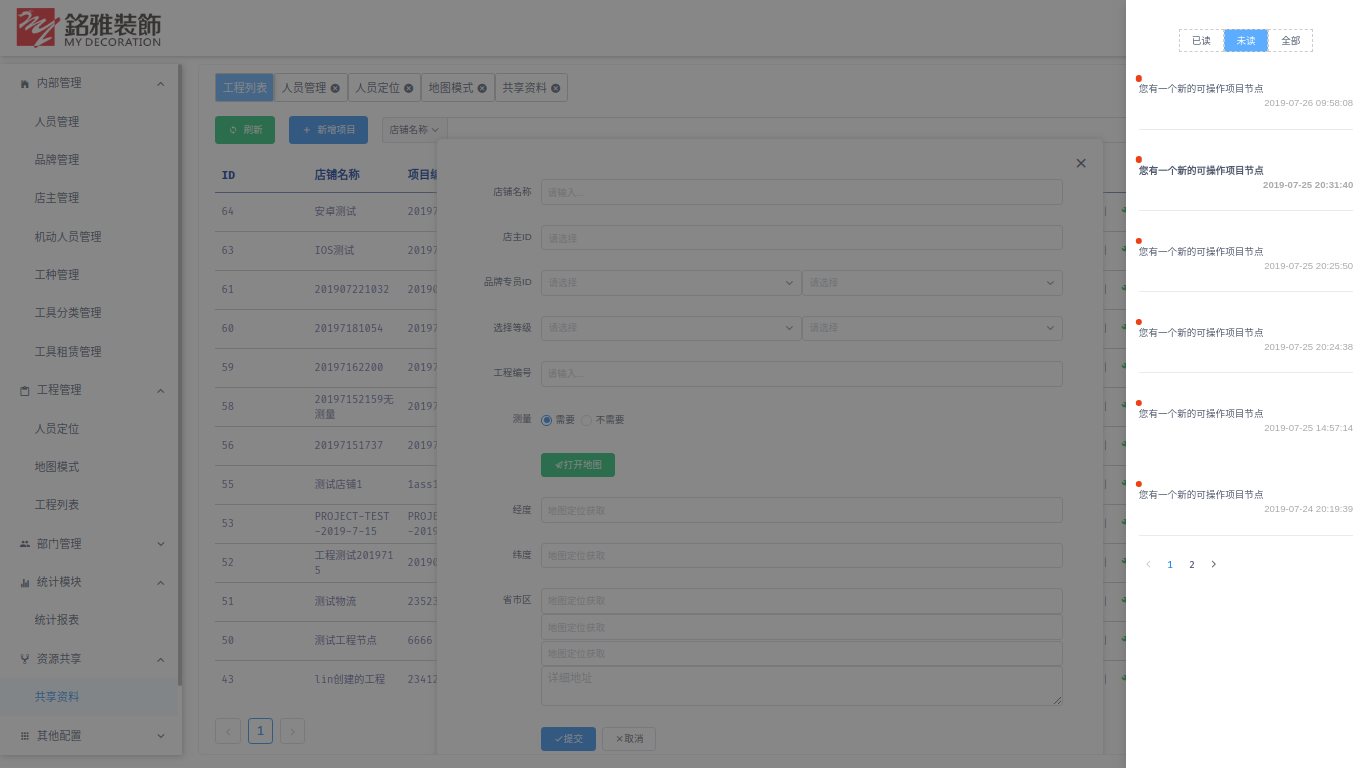 銘雅裝飾
MY DECORATION
内部管理
人员管理
品牌管理
店主管理
机动人员管理
工种管理
工具分类管理
工具租赁管理
工程管理
人员定位
地图模式
工程列表
部门管理
统计模块
统计报表
资源共享
共享资料
其他配置
工程列表 人员管理 人员定位 地图模式 共享资料
刷新 新增项目 店铺名称
ID 店铺名称
64 安卓测试 20197
63 IOS测试 20197
61 201907221032
60 20197181054 20197
59 20197162200 20197
58 20197152159无
测量 20197
56 20197151737 20197
55 测试店铺1 1ass1
53 PROJECT-TEST
-2019-7-15 PROJE
-2019
52 工程测试201971
5
51 测试物流 23523
50 测试工程节点 6666
43 lin创建的工程 23412
1
店铺名称 请输入...
店主ID 请选择
品牌专员ID 请选择 请选择
选择等级 请选择 请选择
工程编号 请输入...
测量 需要 不需要
打开地图
经度 地图定位获取
纬度 地图定位获取
省市区 地图定位获取
地图定位获取
地图定位获取
详细地址
提交 取消
已读 未读 全部
您有一个新的可操作项目节点
2019-07-26 09:58:08
您有一个新的可操作项目节点
2019-07-25 20:31:40
您有一个新的可操作项目节点
2019-07-25 20:25:50
您有一个新的可操作项目节点
2019-07-25 20:24:38
您有一个新的可操作项目节点
2019-07-25 14:57:14
您有一个新的可操作项目节点
2019-07-24 20:19:39
1 2